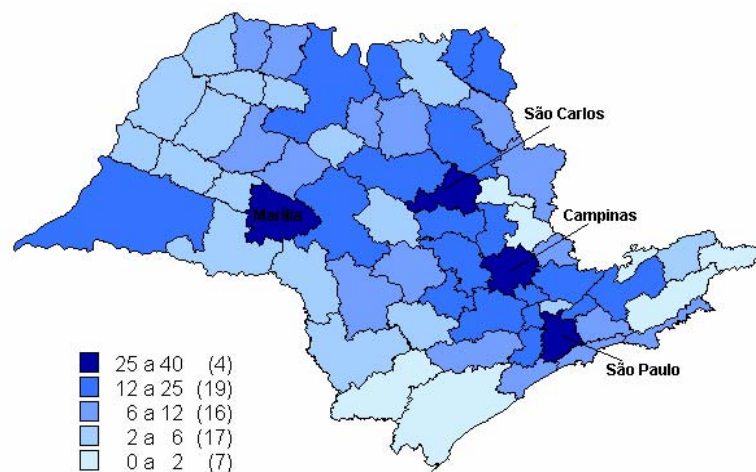 São Carlos
Marília
Campinas
São Paulo
25 a 40 (4)
12 a 25 (19)
6 a 12 (16)
2 a 6 (17)
0 a 2 (7)